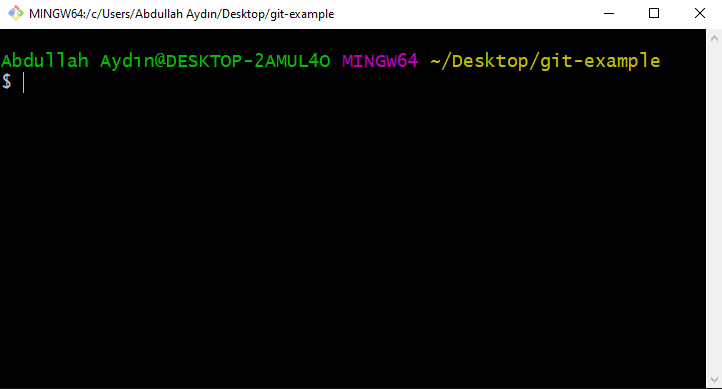 MINGW64:/c/Users/Abdullah Aydın/Desktop/git-example
Abdullah Aydın@DESKTOP-2AMUL4O MINGW64 ~/Desktop/git-example
$